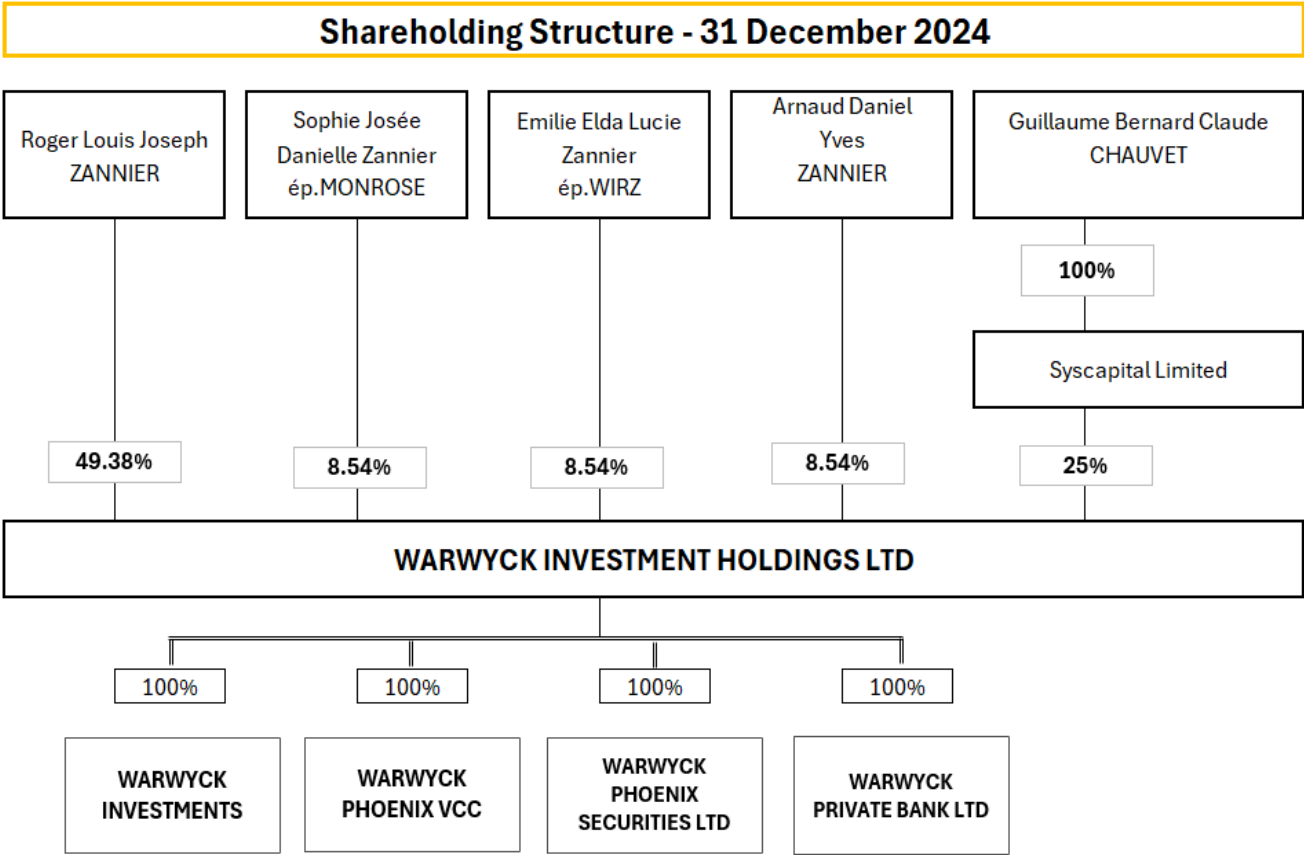 Shareholding Structure - 31 December 2024
Roger Louis Joseph
ZANNIER
Sophie Josée
Danielle Zannier
ép.MONROSE
Emilie Elda Lucie
Zannier
ép.WIRZ
Arnaud Daniel
Yves
ZANNIER
Guillaume Bernard Claude
CHAUVET
100%
Syscapital Limited
49.38%
8.54%
8.54%
8.54%
25%
WARWYCK INVESTMENT HOLDINGS LTD
100%
100%
100%
100%
WARWYCK
INVESTMENTS
WARWYCK
PHOENIX VCC
WARWYCK
PHOENIX
SECURITIES LTD
WARWYCK
PRIVATE BANK LTD